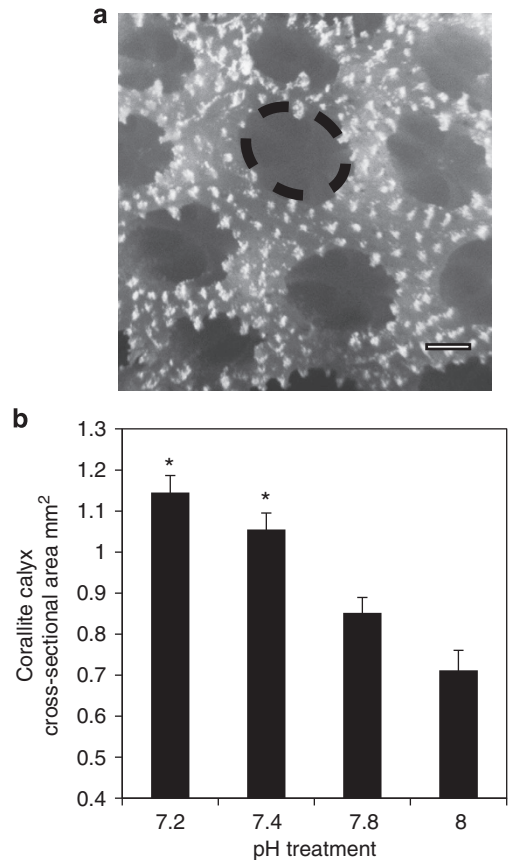 a
b
Corallite calyx
cross-sectional area mm²
1.3
1.2
1.1
1
0.9
0.8
0.7
0.6
0.5
0.4
*
*
7.2 7.4 7.8 8
pH treatment